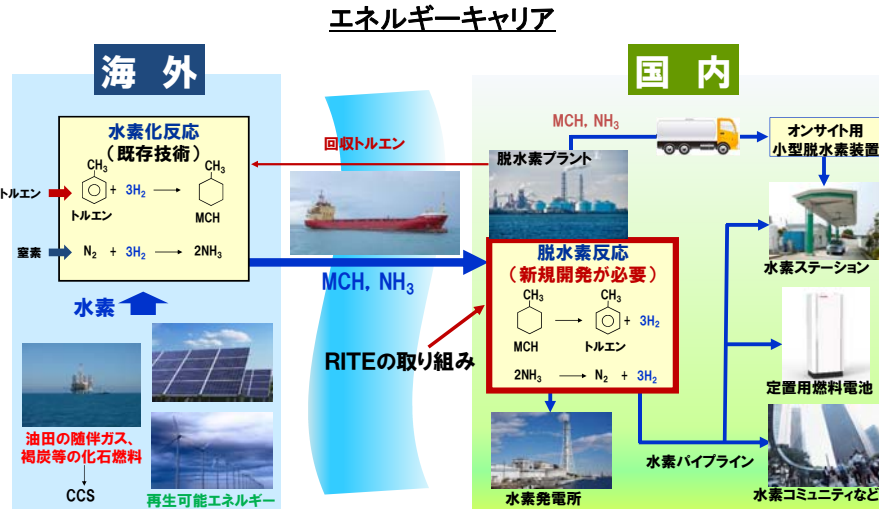 エネルギーキャリア
海 外
水素化反応
（既存技術）
CH3
+ 3H2
トルエン
CH3
MCH
N2 + 3H2
2NH3
トルエン
窒素
水素
油田の随伴ガス、
褐炭等の化石燃料
CCS
再生可能エネルギー
回収トルエン
MCH, NH3
RITEの取り組み
国 内
MCH, NH3
オンサイト用
小型脱水素装置
脱水素プラント
脱水素反応
（新規開発が必要）
CH3
MCH
CH3
+ 3H2
トルエン
2NH3
N2 + 3H2
水素ステーション
定置用燃料電池
水素パイプライン
水素発電所
水素コミュニティなど